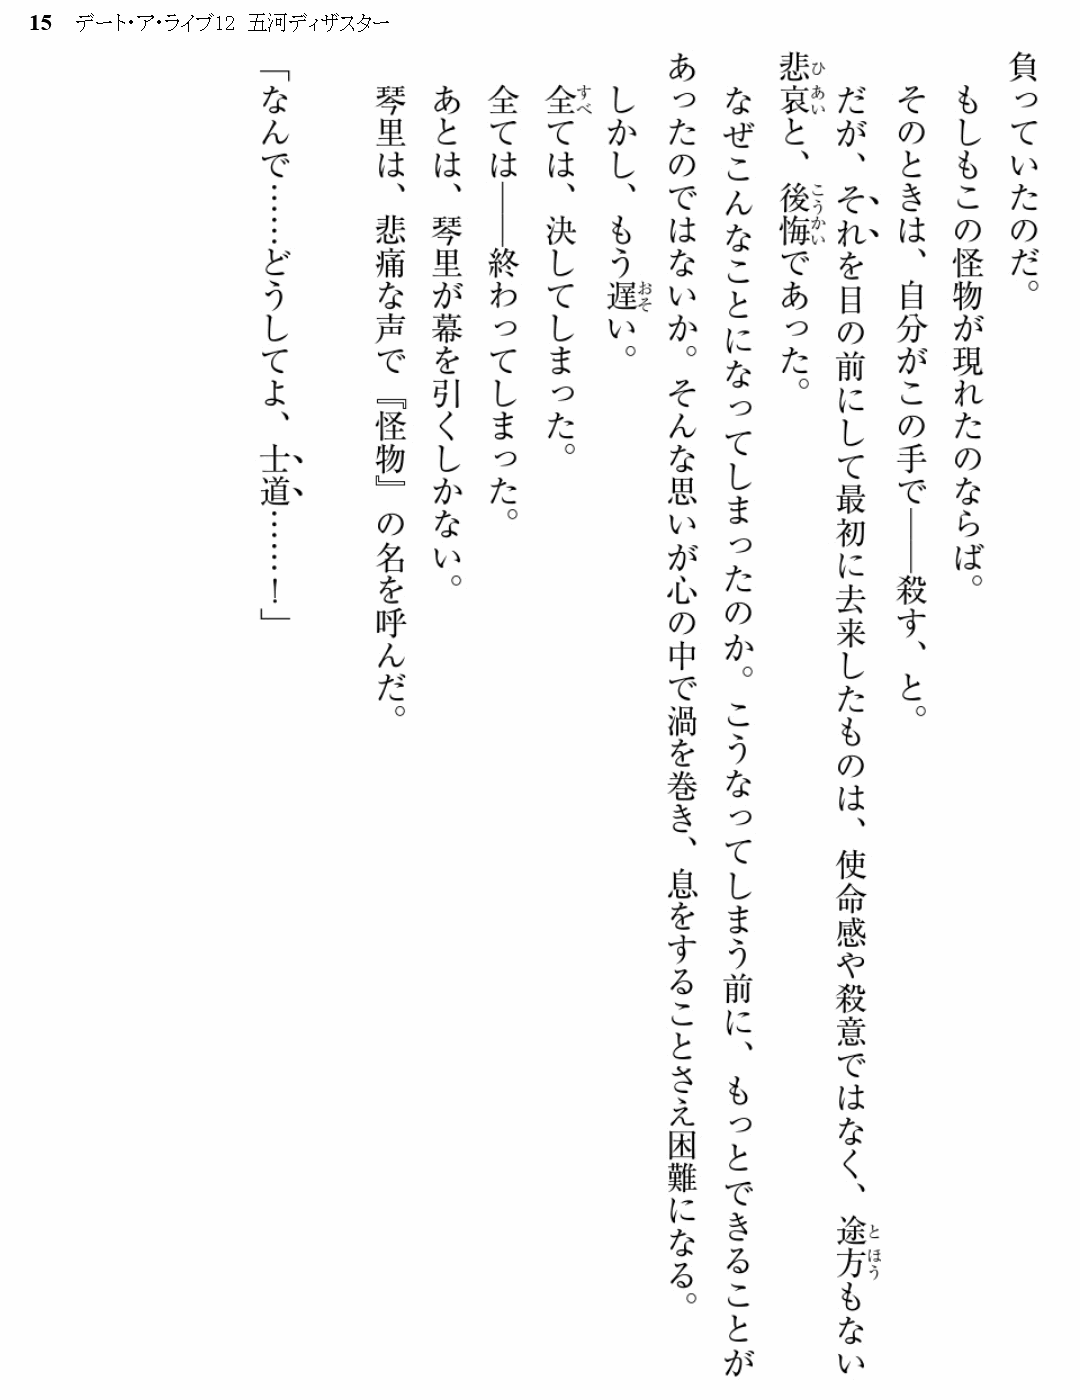 15 デート・ア・ライブ12 五河ディザスター
負っていたのだ。
もしもこの怪物が現れたのならば。
そのときは、自分がこの手で――殺す、と。
だが、それを目の前にして最初に去来したものは、使命感や殺意ではなく、途方もない
悲哀と、後悔であった。
なぜこんなことになってしまったのか。こうなってしまう前に、もっとできることが
あったのではないか。そんな思いが心の中で渦を巻き、息をすることさえ困難になる。
しかし、もう遅い。
全ては、決してしまった。
全ては――終わってしまった。
あとは、琴里が幕を引くしかない。
琴里は、悲痛な声で『怪物』の名を呼んだ。
「なんで……どうしてよ、士道……！」